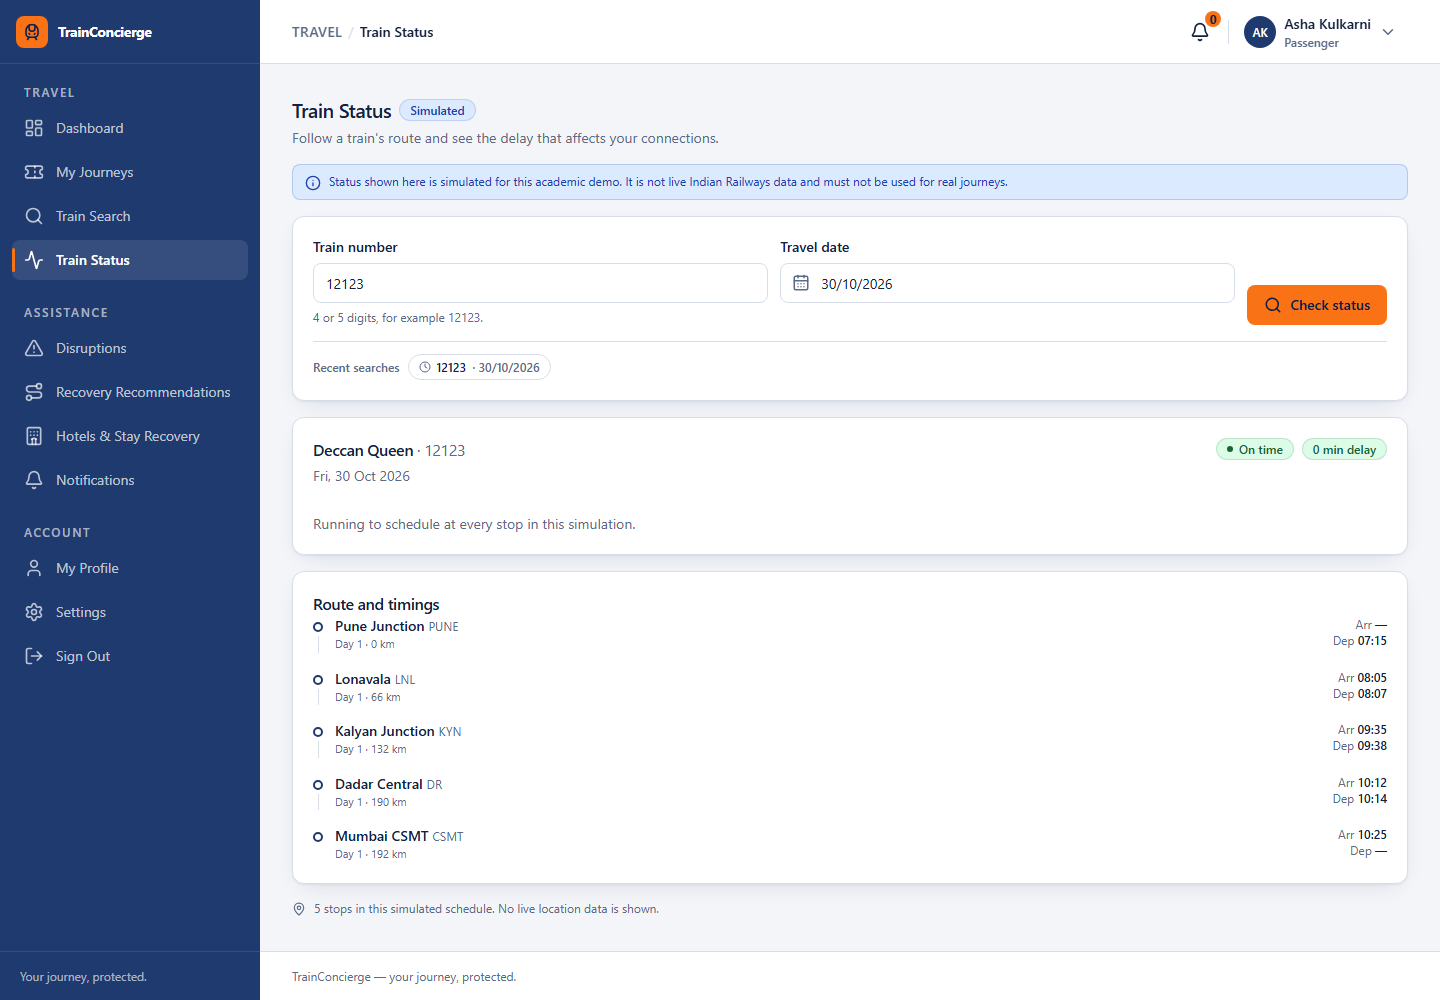 TrainConcierge
TRAVEL / Train Status
0
AK
Asha Kulkarni
Passenger
TRAVEL
Dashboard
My Journeys
Train Search
Train Status
ASSISTANCE
Disruptions
Recovery Recommendations
Hotels & Stay Recovery
Notifications
ACCOUNT
My Profile
Settings
Sign Out
Your journey, protected.
Train Status Simulated
Follow a train's route and see the delay that affects your connections.
Status shown here is simulated for this academic demo. It is not live Indian Railways data and must not be used for real journeys.
Train number
12123
4 or 5 digits, for example 12123.
Travel date
30/10/2026
Check status
Recent searches 12123 · 30/10/2026
Deccan Queen · 12123
On time 0 min delay
Fri, 30 Oct 2026
Running to schedule at every stop in this simulation.
Route and timings
Pune Junction PUNE
Day 1 · 0 km
Arr —
Dep 07:15
Lonavala LNL
Day 1 · 66 km
Arr 08:05
Dep 08:07
Kalyan Junction KYN
Day 1 · 132 km
Arr 09:35
Dep 09:38
Dadar Central DR
Day 1 · 190 km
Arr 10:12
Dep 10:14
Mumbai CSMT CSMT
Day 1 · 192 km
Arr 10:25
Dep —
5 stops in this simulated schedule. No live location data is shown.
TrainConcierge — your journey, protected.